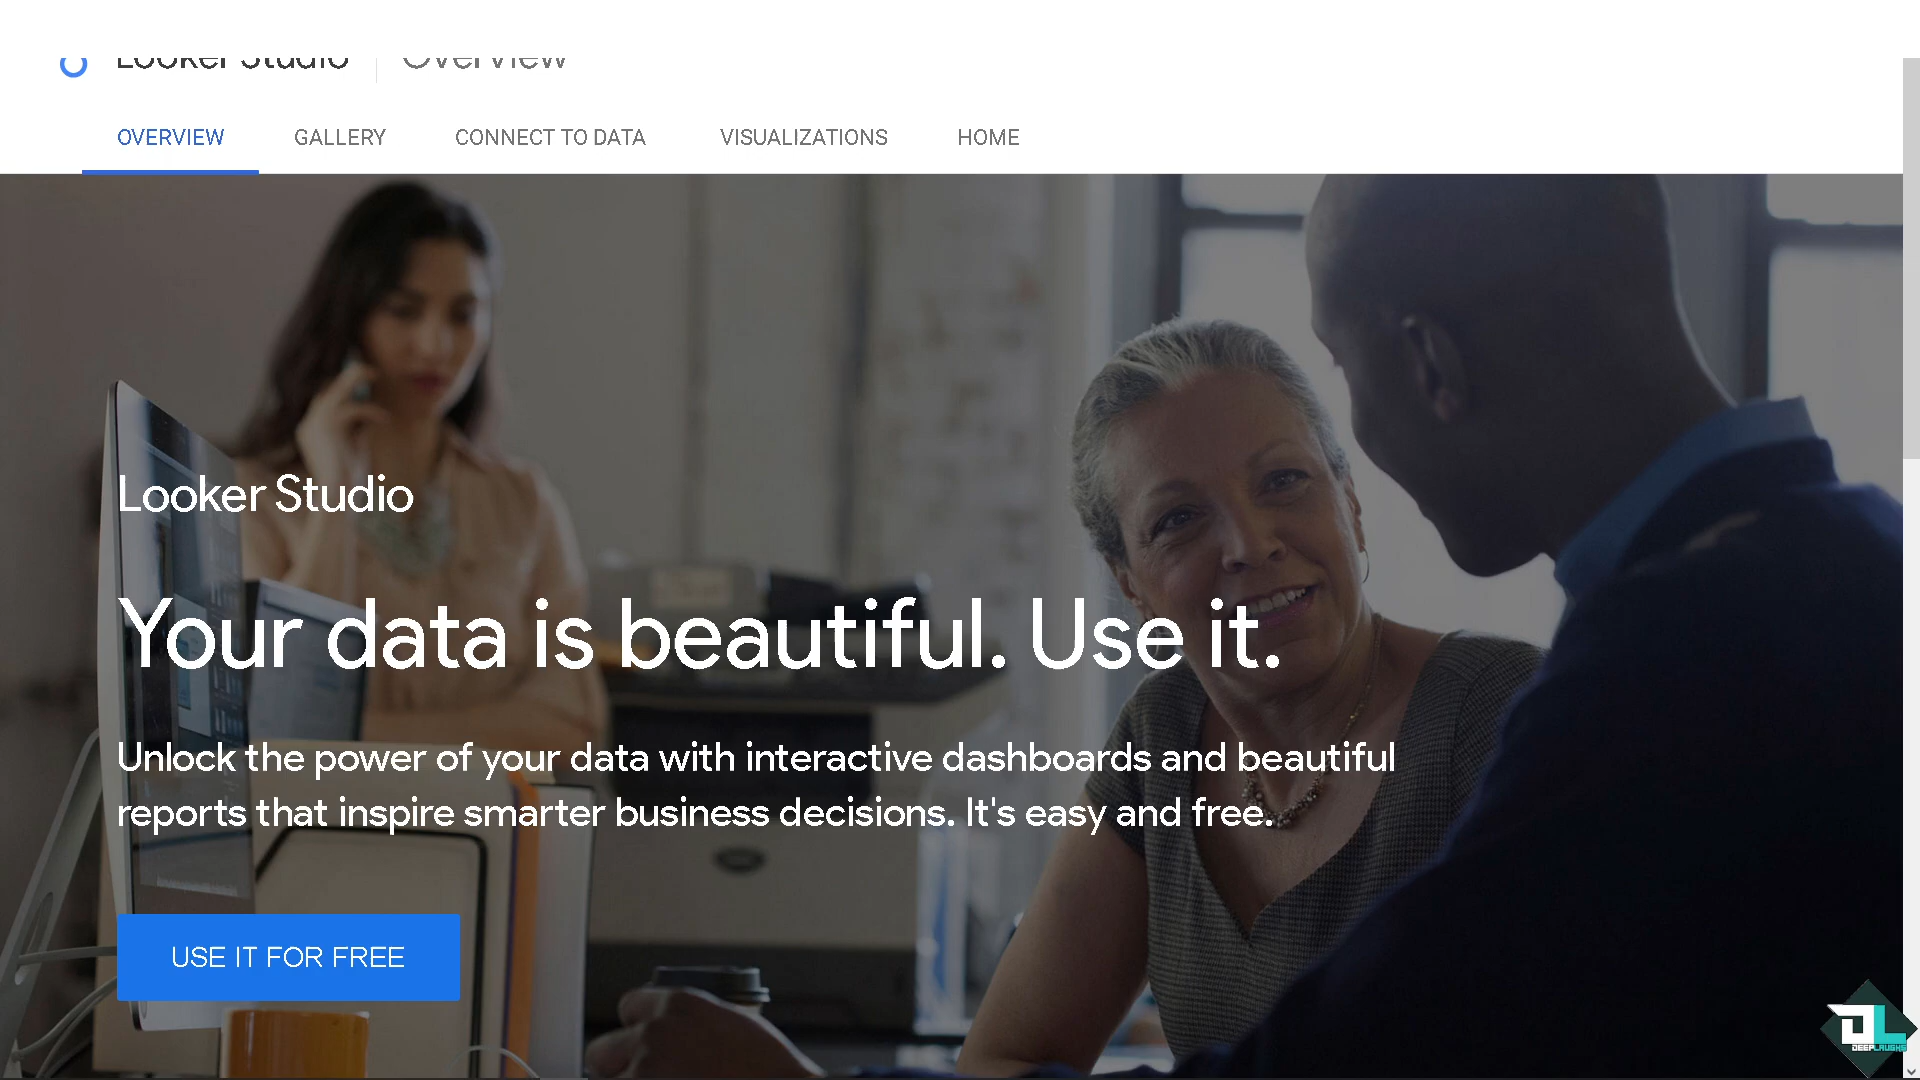 Looker Studio Overview
OVERVIEW GALLERY CONNECT TO DATA VISUALIZATIONS HOME
Looker Studio
Your data is beautiful. Use it.
Unlock the power of your data with interactive dashboards and beautiful
reports that inspire smarter business decisions. It's easy and free.
USE IT FOR FREE
DL
DEEPLAUGHS